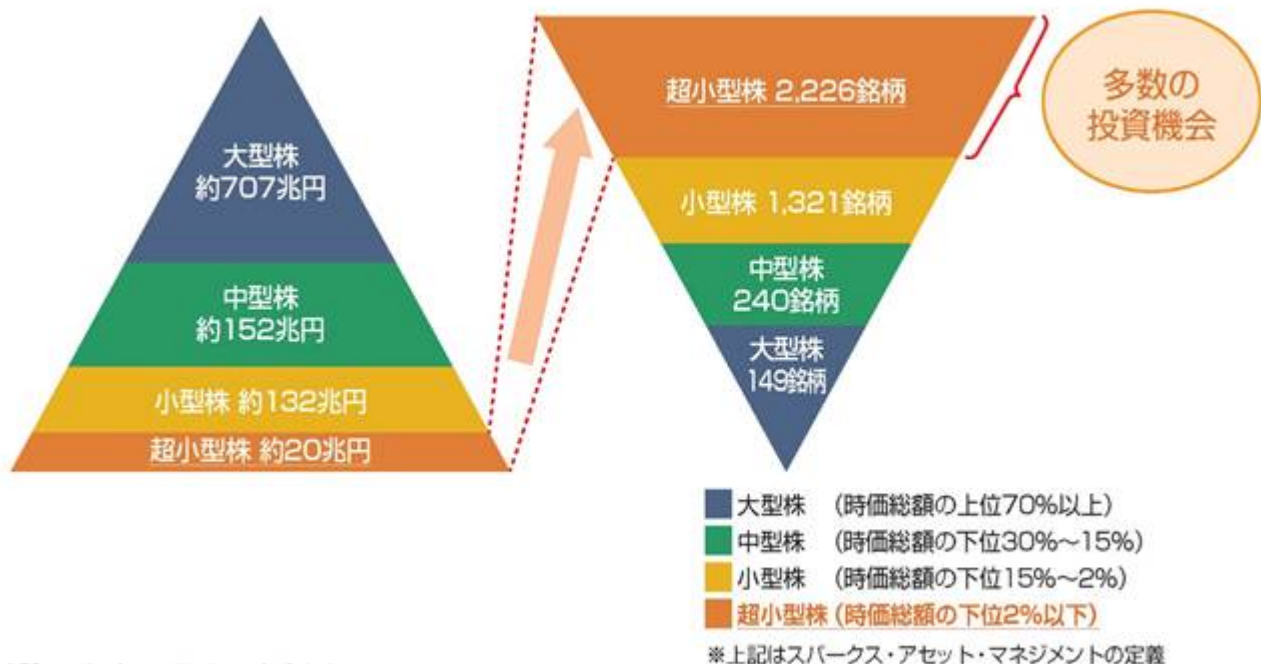 大型株
約707兆円
中型株
約152兆円
小型株 約132兆円
超小型株 約20兆円
超小型株 2,226銘柄
小型株 1,321銘柄
中型株
240銘柄
大型株
149銘柄
多数の
投資機会
大型株 (時価総額の上位70%以上)
中型株 (時価総額の下位30%~15%)
小型株 (時価総額の下位15%~2%)
超小型株 (時価総額の下位2%以下)
※上記はスパークス・アセット・マネジメントの定義